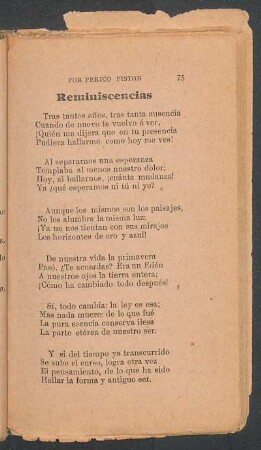 POR PERICO PISTON 75
Reminiscencias
Tras tantos años, tras tanta ausencia
Cuando de nuevo te vuelvo á ver,
¡Quién me dijera que en tu presencia
Pudiera hallarme como hoy me ves!
Al separarnos una esperanza
Templaba al menos nuestro dolor;
Hoy, al hallarnos, ¡cuánta mudanza!
Ya ¿qué esperamos ni tú ni yo?
Aunque los mismos son los paisajes,
No los alumbra la misma luz;
¡Ya no nos tientan con sus mirajes
Los horizontes de oro y azul!
De nuestra vida la primavera
Pasó. ¿Te acuerdas? Era un Edén
A nuestros ojos la tierra entera;
¡Cómo ha cambiado todo después!
Sí, todo cambia: la ley es esa;
Mas nada muere: de lo que fué
La pura esencia conserva ilesa
La parte etérea de nuestro ser.
Y si del tiempo ya transcurrido
Se sube el curso, logra otra vez
El pensamiento, de lo que ha sido
Hallar la forma y antiguo ser.